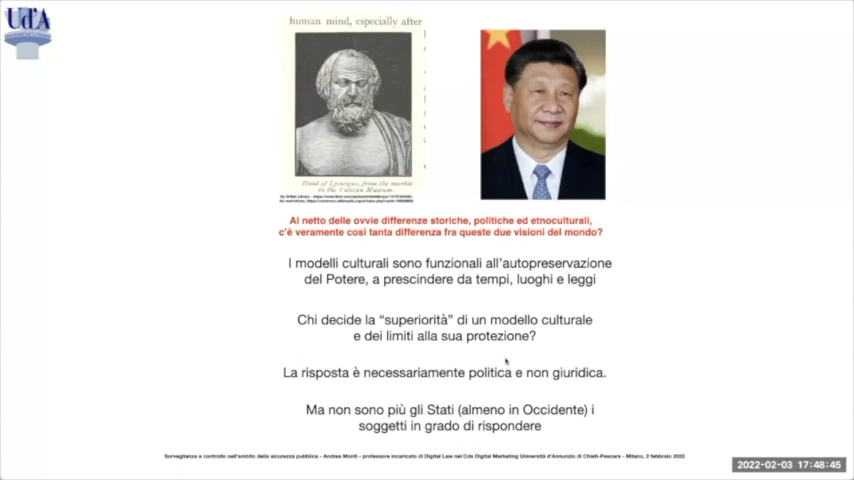 Ud'A
human mind, especially after
Head of Lycurgus, from the marble
in the Vatican Museum.
Al netto delle ovvie differenze storiche, politiche ed etnoculturali,
c'è veramente così tanta differenza fra queste due visioni del mondo?
I modelli culturali sono funzionali all'autopreservazione
del Potere, a prescindere da tempi, luoghi e leggi
Chi decide la “superiorità” di un modello culturale
e dei limiti alla sua protezione?
La risposta è necessariamente politica e non giuridica.
Ma non sono più gli Stati (almeno in Occidente) i
soggetti in grado di rispondere
Sorveglianza e controllo nell'ambito della sicurezza pubblica - Andrea Monti - professore incaricato di Digital Law nel Cds Digital Marketing Università d'Annunzio di Chieti-Pescara - Milano, 2 febbraio 2022
2022-02-03 17:48:45